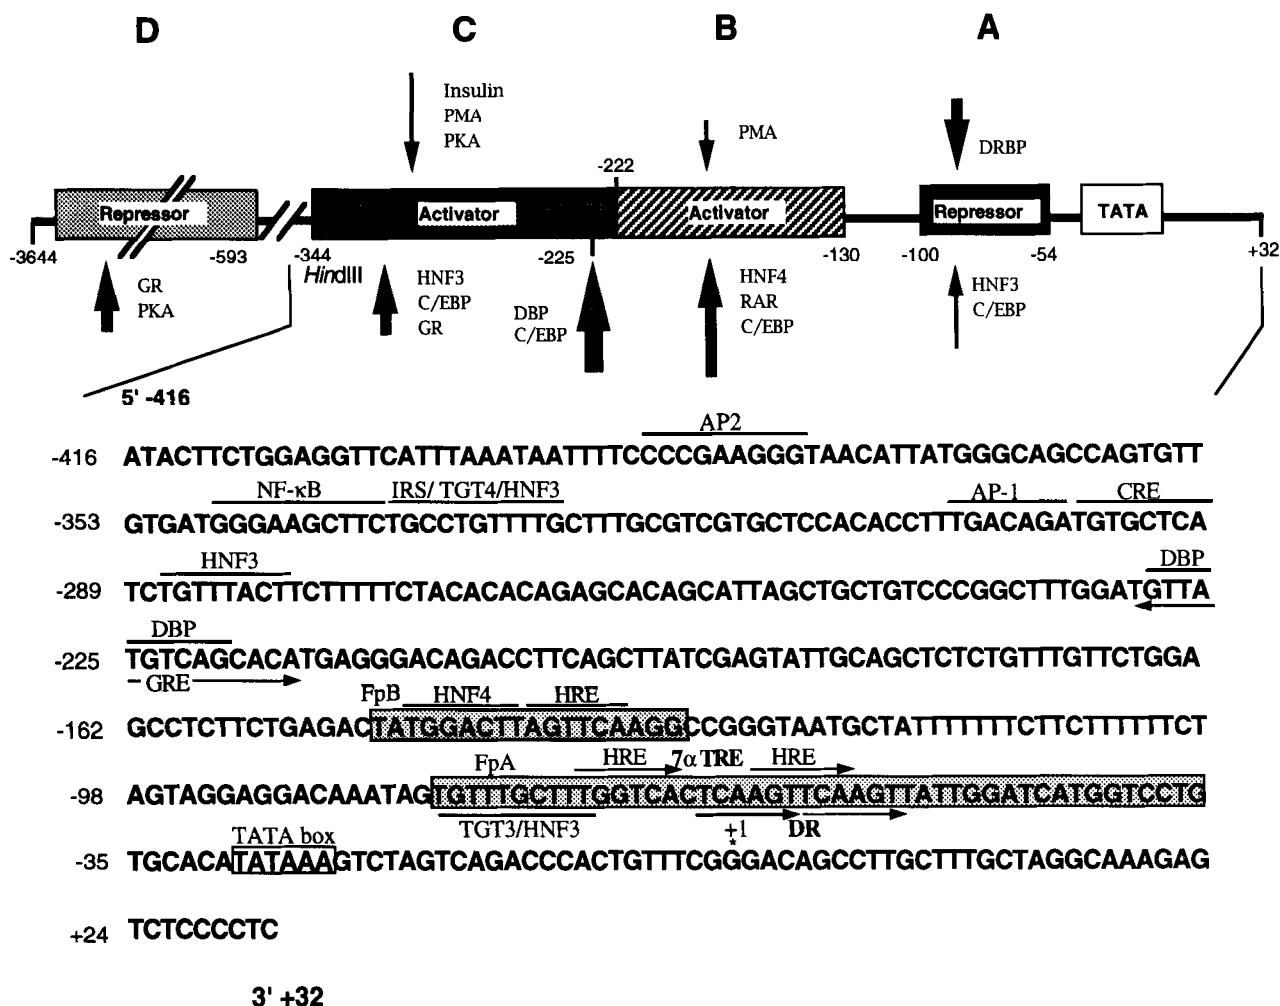 D C B A
Insulin
PMA
PKA
PMA
DRBP
-222
Repressor Activator Activator Repressor TATA
-3644 -593 -344 -225 -130 -100 -54 +32
HindIII
GR
PKA
HNF3
C/EBP
GR
DBP
C/EBP
HNF4
RAR
C/EBP
HNF3
C/EBP
5' -416
AP2
-416 ATACTTCTGGAGGTTCATTTAAATAATTTTCCCCGAAGGGTAACATTATGGGCAGCCAGTGTT
NF-κB IRS/ TGT4/HNF3 AP-1 CRE
-353 GTGATGGGAAGCTTCTGCCTGTTTTGCTTTGCGTCGTGCTCCACACCTTTGACAGATGTGCTCA
HNF3 DBP
-289 TCTGTTTACTTCTTTTTCTACACACAGAGCACAGCATTAGCTGCTGTCCCGGCTTTGGATGTTA
DBP
-225 TGTCAGCACATGAGGGACAGACCTTCAGCTTATCGAGTATTGCAGCTCTCTGTTTGTTCTGGA
GRE
FpB HNF4 HRE
-162 GCCTCTTCTGAGACTATGGACTTAGTTCAAGGCCGGGTAATGCTATTTTTTTCTTCTTTTTTCT
FpA HRE 7α TRE HRE
-98 AGTAGGAGGACAAATAGTGTTTGCTTTGGTCACTCAAGTTCAAGTTATTGGATCATGGTCCTG
TGT3/HNF3 +1 DR
TATA box *
-35 TGCACATATAAAGTCTAGTCAGACCCACTGTTTCGGGACAGCCTTGCTTTGCTAGGCAAAGAG
+24 TCTCCCCTC
3' +32